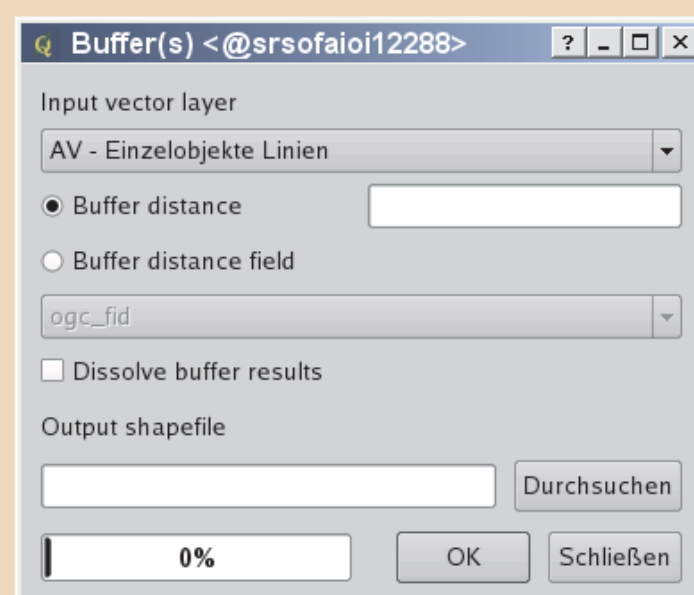 Buffer(s) <@srsofaioi12288>
Input vector layer
AV - Einzelobjekte Linien
Buffer distance
Buffer distance field
ogc_fid
Dissolve buffer results
Output shapefile
Durchsuchen
0%
OK
Schließen